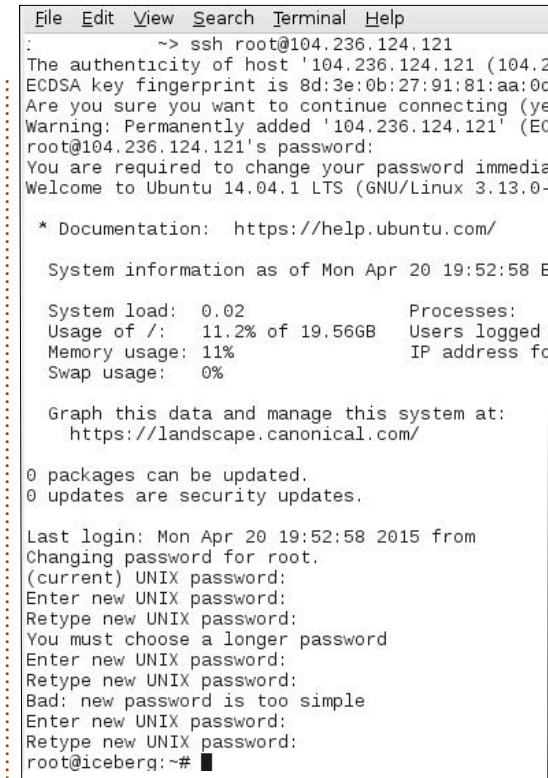 File Edit View Search Terminal Help
: ~> ssh root@104.236.124.121
The authenticity of host '104.236.124.121 (104.2
ECDSA key fingerprint is 8d:3e:0b:27:91:81:aa:0d
Are you sure you want to continue connecting (ye
Warning: Permanently added '104.236.124.121' (EC
root@104.236.124.121's password:
You are required to change your password immedia
Welcome to Ubuntu 14.04.1 LTS (GNU/Linux 3.13.0-
* Documentation: https://help.ubuntu.com/
System information as of Mon Apr 20 19:52:58 E
System load: 0.02 Processes:
Usage of /: 11.2% of 19.56GB Users logged
Memory usage: 11% IP address fo
Swap usage: 0%
Graph this data and manage this system at:
https://landscape.canonical.com/
0 packages can be updated.
0 updates are security updates.
Last login: Mon Apr 20 19:52:58 2015 from
Changing password for root.
(current) UNIX password:
Enter new UNIX password:
Retype new UNIX password:
You must choose a longer password
Enter new UNIX password:
Retype new UNIX password:
Bad: new password is too simple
Enter new UNIX password:
Retype new UNIX password:
root@iceberg:~#